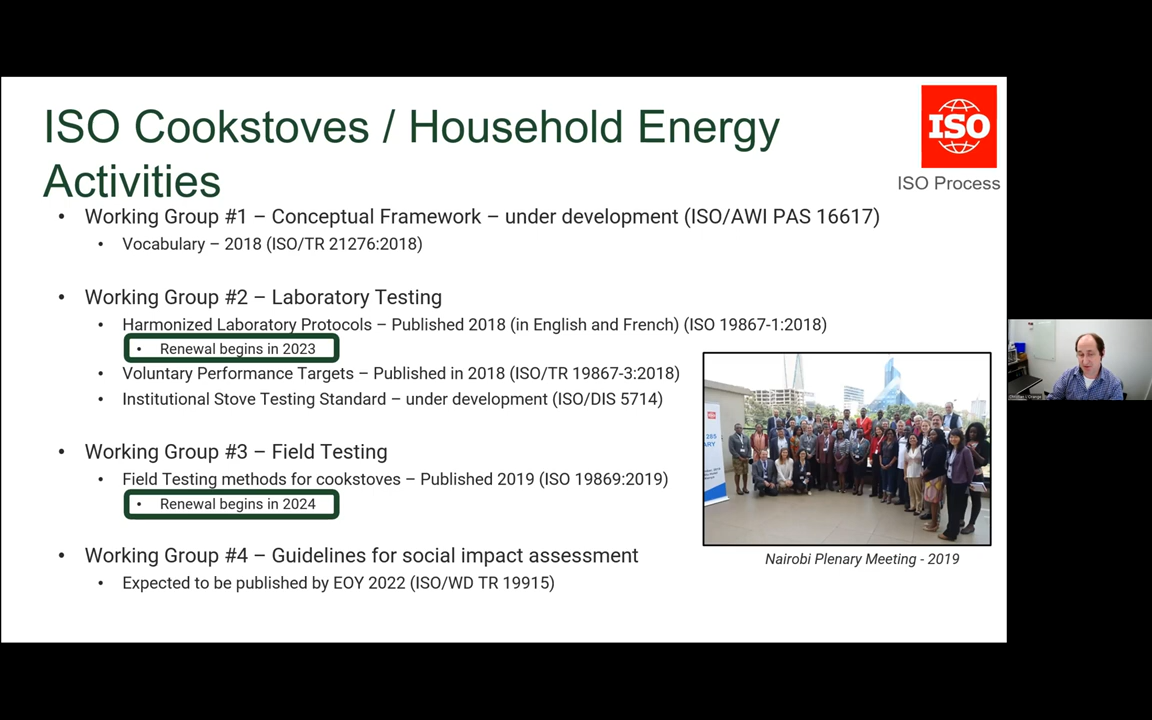 ISO Cookstoves / Household Energy
Activities
ISO
ISO Process
• Working Group #1 – Conceptual Framework – under development (ISO/AWI PAS 16617)
• Vocabulary – 2018 (ISO/TR 21276:2018)
• Working Group #2 – Laboratory Testing
• Harmonized Laboratory Protocols – Published 2018 (in English and French) (ISO 19867-1:2018)
• Renewal begins in 2023
• Voluntary Performance Targets – Published in 2018 (ISO/TR 19867-3:2018)
• Institutional Stove Testing Standard – under development (ISO/DIS 5714)
• Working Group #3 – Field Testing
• Field Testing methods for cookstoves – Published 2019 (ISO 19869:2019)
• Renewal begins in 2024
• Working Group #4 – Guidelines for social impact assessment
• Expected to be published by EOY 2022 (ISO/WD TR 19915)
285
Nairobi Plenary Meeting - 2019